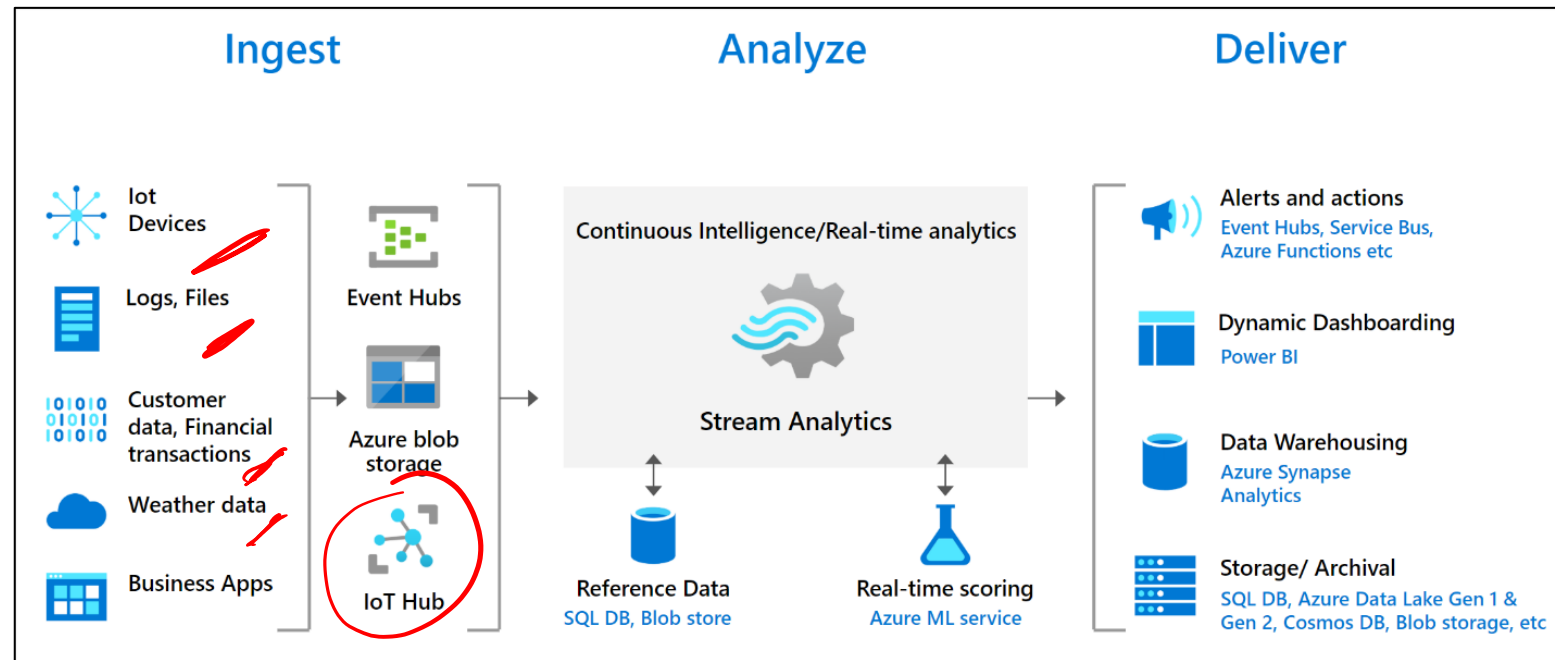 Ingest
Analyze
Deliver
Iot
Devices
Logs, Files
Customer
data, Financial
transactions
Weather data
Business Apps
Event Hubs
Azure blob
storage
IoT Hub
Continuous Intelligence/Real-time analytics
Stream Analytics
Reference Data
SQL DB, Blob store
Real-time scoring
Azure ML service
Alerts and actions
Event Hubs, Service Bus,
Azure Functions etc
Dynamic Dashboarding
Power BI
Data Warehousing
Azure Synapse
Analytics
Storage/ Archival
SQL DB, Azure Data Lake Gen 1 &
Gen 2, Cosmos DB, Blob storage, etc